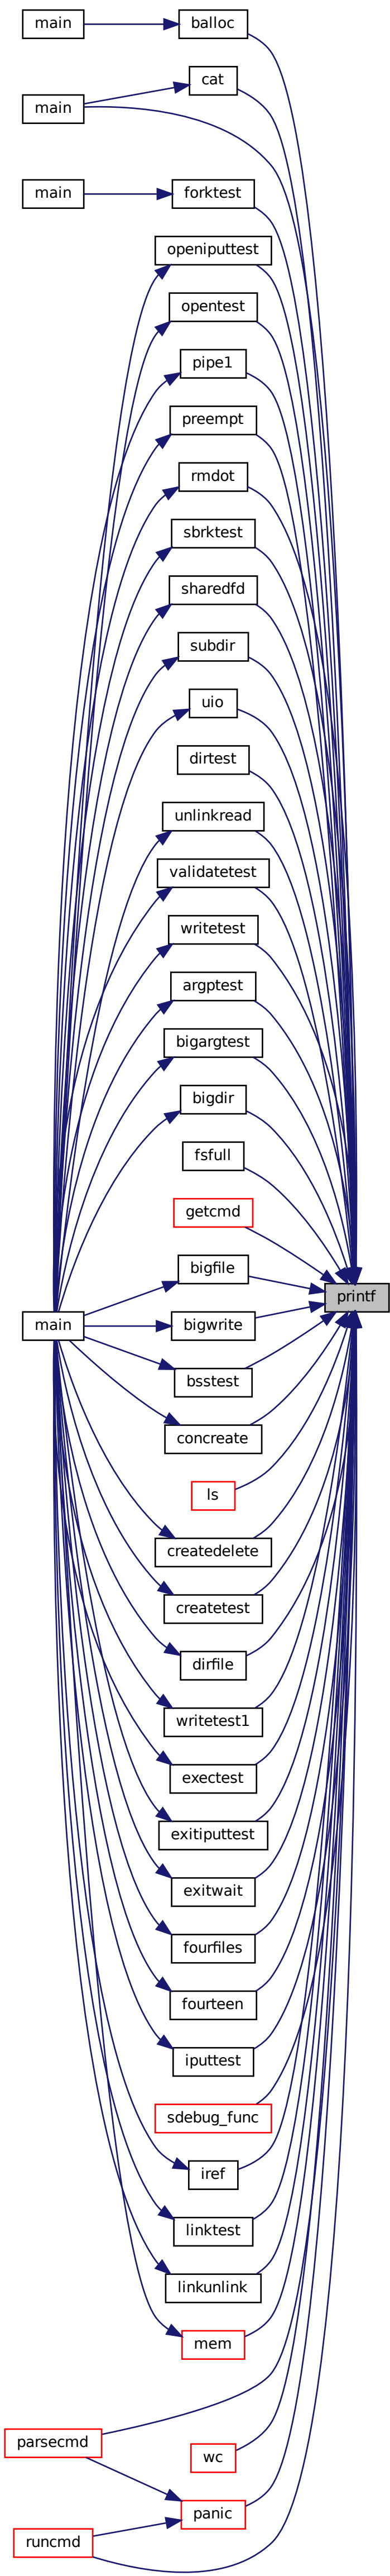 main
balloc
cat
main
main
forktest
openiputtest
opentest
pipe1
preempt
rmdot
sbrktest
sharedfd
subdir
uio
dirtest
unlinkread
validatetest
writetest
argptest
bigargtest
bigdir
fsfull
getcmd
bigfile
printf
main
bigwrite
bsstest
concreate
ls
createdelete
createtest
dirfile
writetest1
exectest
exitiputtest
exitwait
fourfiles
fourteen
iputtest
sdebug_func
iref
linktest
linkunlink
mem
parsecmd
wc
panic
runcmd